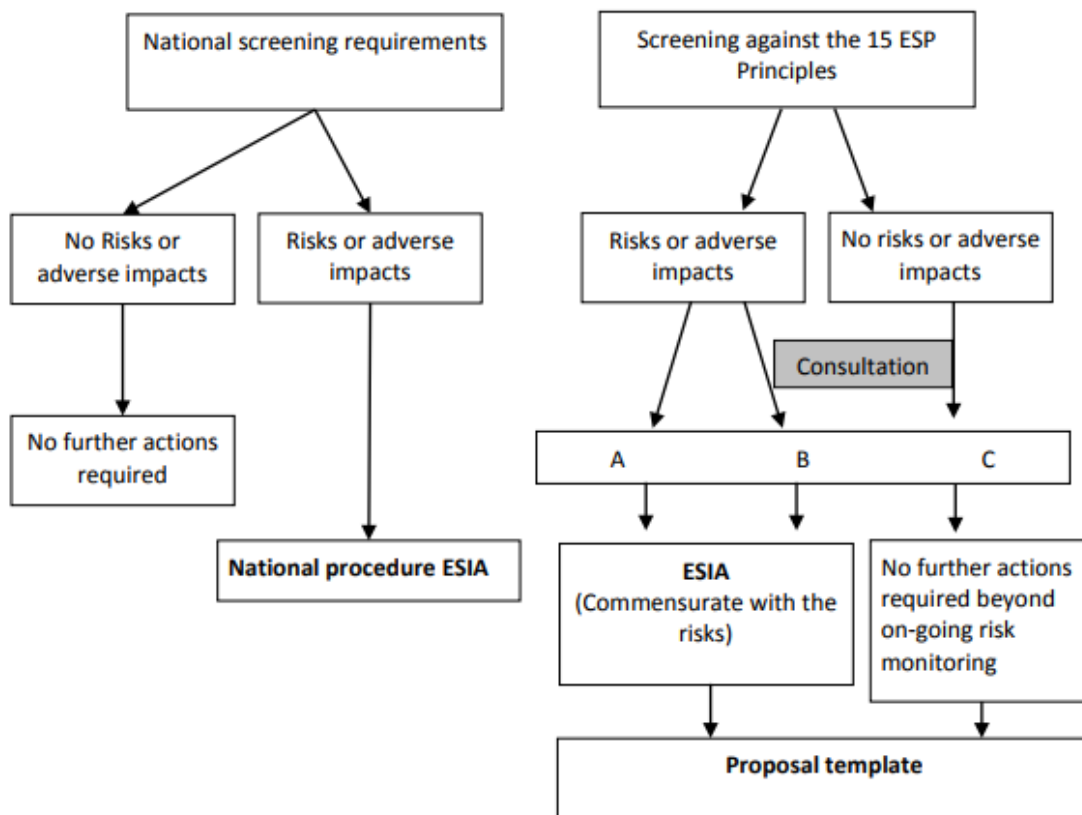 National screening requirements
Screening against the 15 ESP
Principles
No Risks or
adverse impacts
Risks or adverse
impacts
Risks or adverse
impacts
No risks or adverse
impacts
Consultation
No further actions
required
A B C
National procedure ESIA
ESIA
(Commensurate with the
risks)
No further actions
required beyond
on-going risk
monitoring
Proposal template